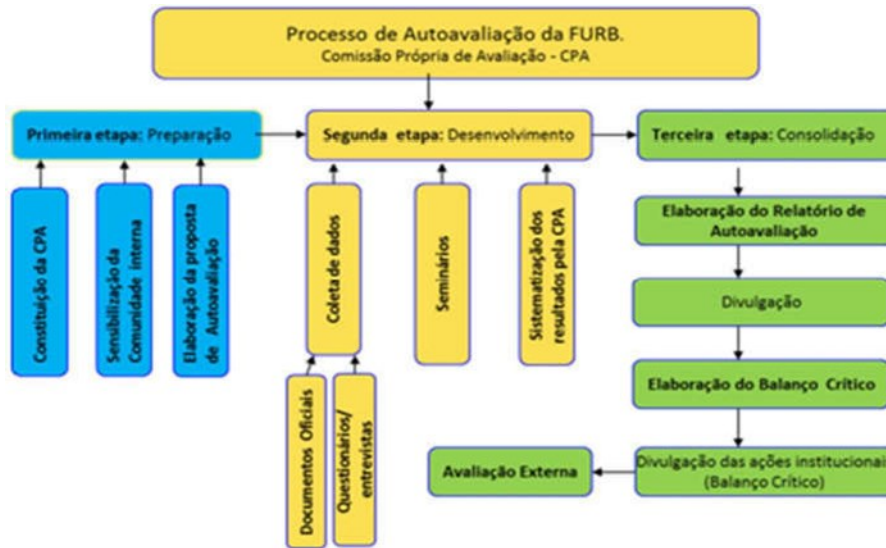 Processo de Autoavaliação da FURB.
Comissão Própria de Avaliação - CPA
Primeira etapa: Preparação
Segunda etapa: Desenvolvimento
Terceira etapa: Consolidação
Constituição da CPA
Sensibilização da
Comunidade interna
Elaboração da proposta
de Autoavaliação
Coleta de dados
Seminários
Sistematização dos
resultados pela CPA
Documentos Oficiais
Questionários/
entrevistas
Elaboração do Relatório de
Autoavaliação
Divulgação
Elaboração do Balanço Crítico
Divulgação das ações institucionais
(Balanço Crítico)
Avaliação Externa